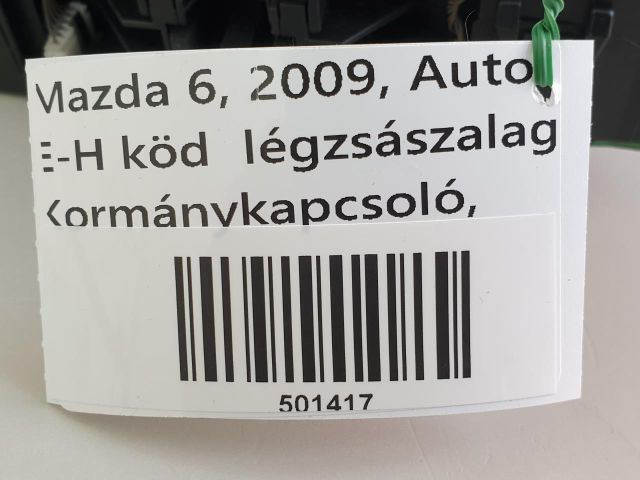 Mazda 6, 2009, Auto
E-H köd légzsászalag
Kormánykapcsoló,
501417